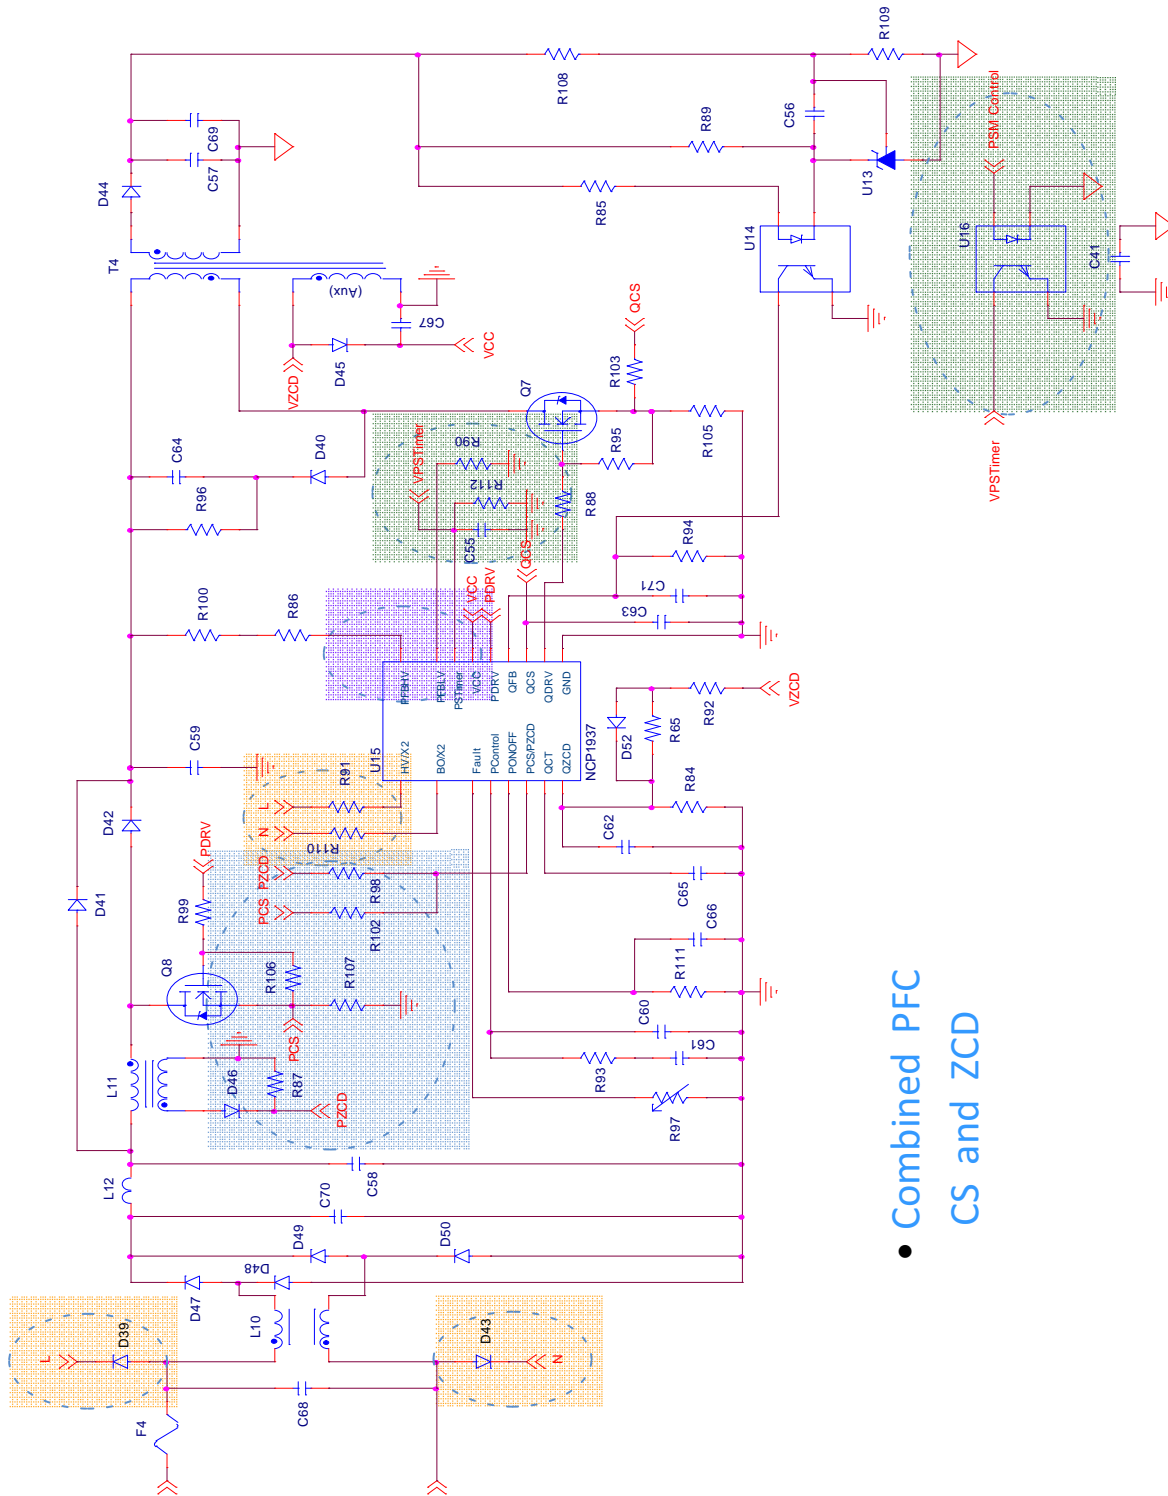 R109
R108
C69
C57
D44
T4
(Aux)
C67
D45
VZCD
VCC
R89
C56
R85
U13
U14
PSM Control
U16
C41
VPSTimer
QCS
R103
Q7
R105
R95
R88
C64
D40
R96
VPSTimer
R90
R112
C55
QCS
R100
R86
VCC
PDRV
R94
C71
C63
U15
NCP1937
PFBHV
PFBLV
PSTimer
VCC
PDRV
QFB
QCS
QDRV
GND
HV/X2
BO/X2
Fault
PControl
PONOFF
PCS/PZCD
QCT
QZCD
D52
R65
R92
VZCD
R84
C62
C65
C66
R111
C60
C61
R93
R97
C59
L
N
R91
R110
D42
D41
PDRV
R99
PZCD
PCS
R98
R102
Q8
R106
R107
PCS
L11
D46
R87
PZCD
L12
C58
C70
D49
D50
D47
D48
L10
L
D39
D43
N
C68
F4
• Combined PFC
CS and ZCD